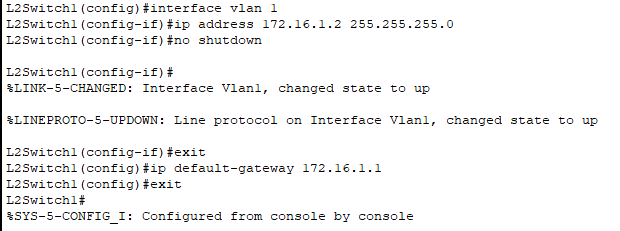 L2Switch1(config)#interface vlan 1
L2Switch1(config-if)#ip address 172.16.1.2 255.255.255.0
L2Switch1(config-if)#no shutdown
L2Switch1(config-if)#
%LINK-5-CHANGED: Interface Vlan1, changed state to up
%LINEPROTO-5-UPDOWN: Line protocol on Interface Vlan1, changed state to up
L2Switch1(config-if)#exit
L2Switch1(config)#ip default-gateway 172.16.1.1
L2Switch1(config)#exit
L2Switch1#
%SYS-5-CONFIG_I: Configured from console by console